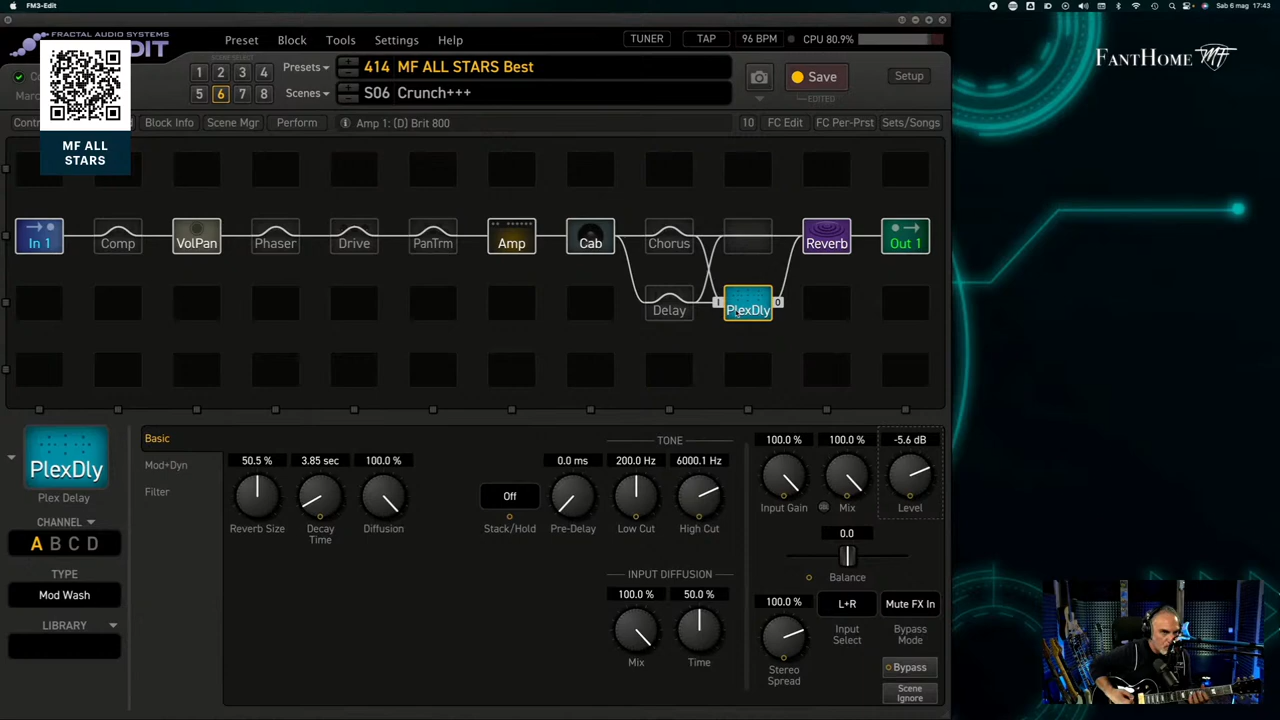 FM3-Edit
Sab 6 mag 17:43
FRACTAL AUDIO SYSTEMS
EDIT
Preset
Block
Tools
Settings
Help
TUNER
TAP
96 BPM
CPU 80.9%
SCENE SELECT
1 2 3 4
5 6 7 8
Presets
414 MF ALL STARS Best
Scenes
S06 Crunch+++
Save
EDITED
Setup
MF ALL
STARS
Block Info
Scene Mgr
Perform
Amp 1: (D) Brit 800
10
FC Edit
FC Per-Prst
Sets/Songs
FANTHOME MF
In 1
Comp
VolPan
Phaser
Drive
PanTrm
Amp
Cab
Chorus
Reverb
Out 1
Delay
I
PlexDly
O
PlexDly
Plex Delay
CHANNEL
A B C D
TYPE
Mod Wash
LIBRARY
Basic
Mod+Dyn
Filter
50.5 %
3.85 sec
100.0 %
Reverb Size
Decay
Time
Diffusion
TONE
Off
0.0 ms
200.0 Hz
6000.1 Hz
Stack/Hold
Pre-Delay
Low Cut
High Cut
INPUT DIFFUSION
100.0 %
50.0 %
Mix
Time
100.0 %
100.0 %
-5.6 dB
Input Gain
Mix
Level
0.0
Balance
100.0 %
L+R
Mute FX In
Stereo
Spread
Input
Select
Bypass
Mode
Bypass
Scene
Ignore